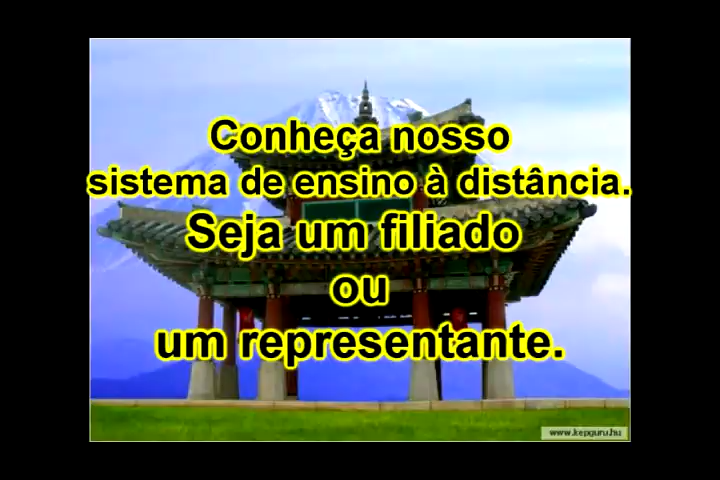 Conheça nosso
sistema de ensino à distância.
Seja um filiado
ou
um representante.
www.kepguru.hu